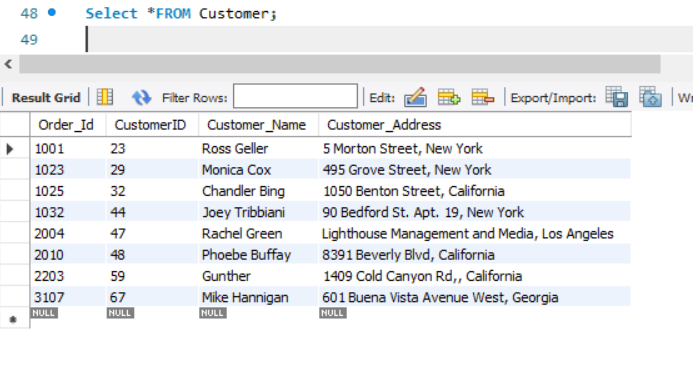 48 Select *FROM Customer;
49
Result Grid Filter Rows: Edit: Export/Import: Wr
Order_Id CustomerID Customer_Name Customer_Address
1001 23 Ross Geller 5 Morton Street, New York
1023 29 Monica Cox 495 Grove Street, New York
1025 32 Chandler Bing 1050 Benton Street, California
1032 44 Joey Tribbiani 90 Bedford St. Apt. 19, New York
2004 47 Rachel Green Lighthouse Management and Media, Los Angeles
2010 48 Phoebe Buffay 8391 Beverly Blvd, California
2203 59 Gunther 1409 Cold Canyon Rd,, California
3107 67 Mike Hannigan 601 Buena Vista Avenue West, Georgia
NULL NULL NULL NULL